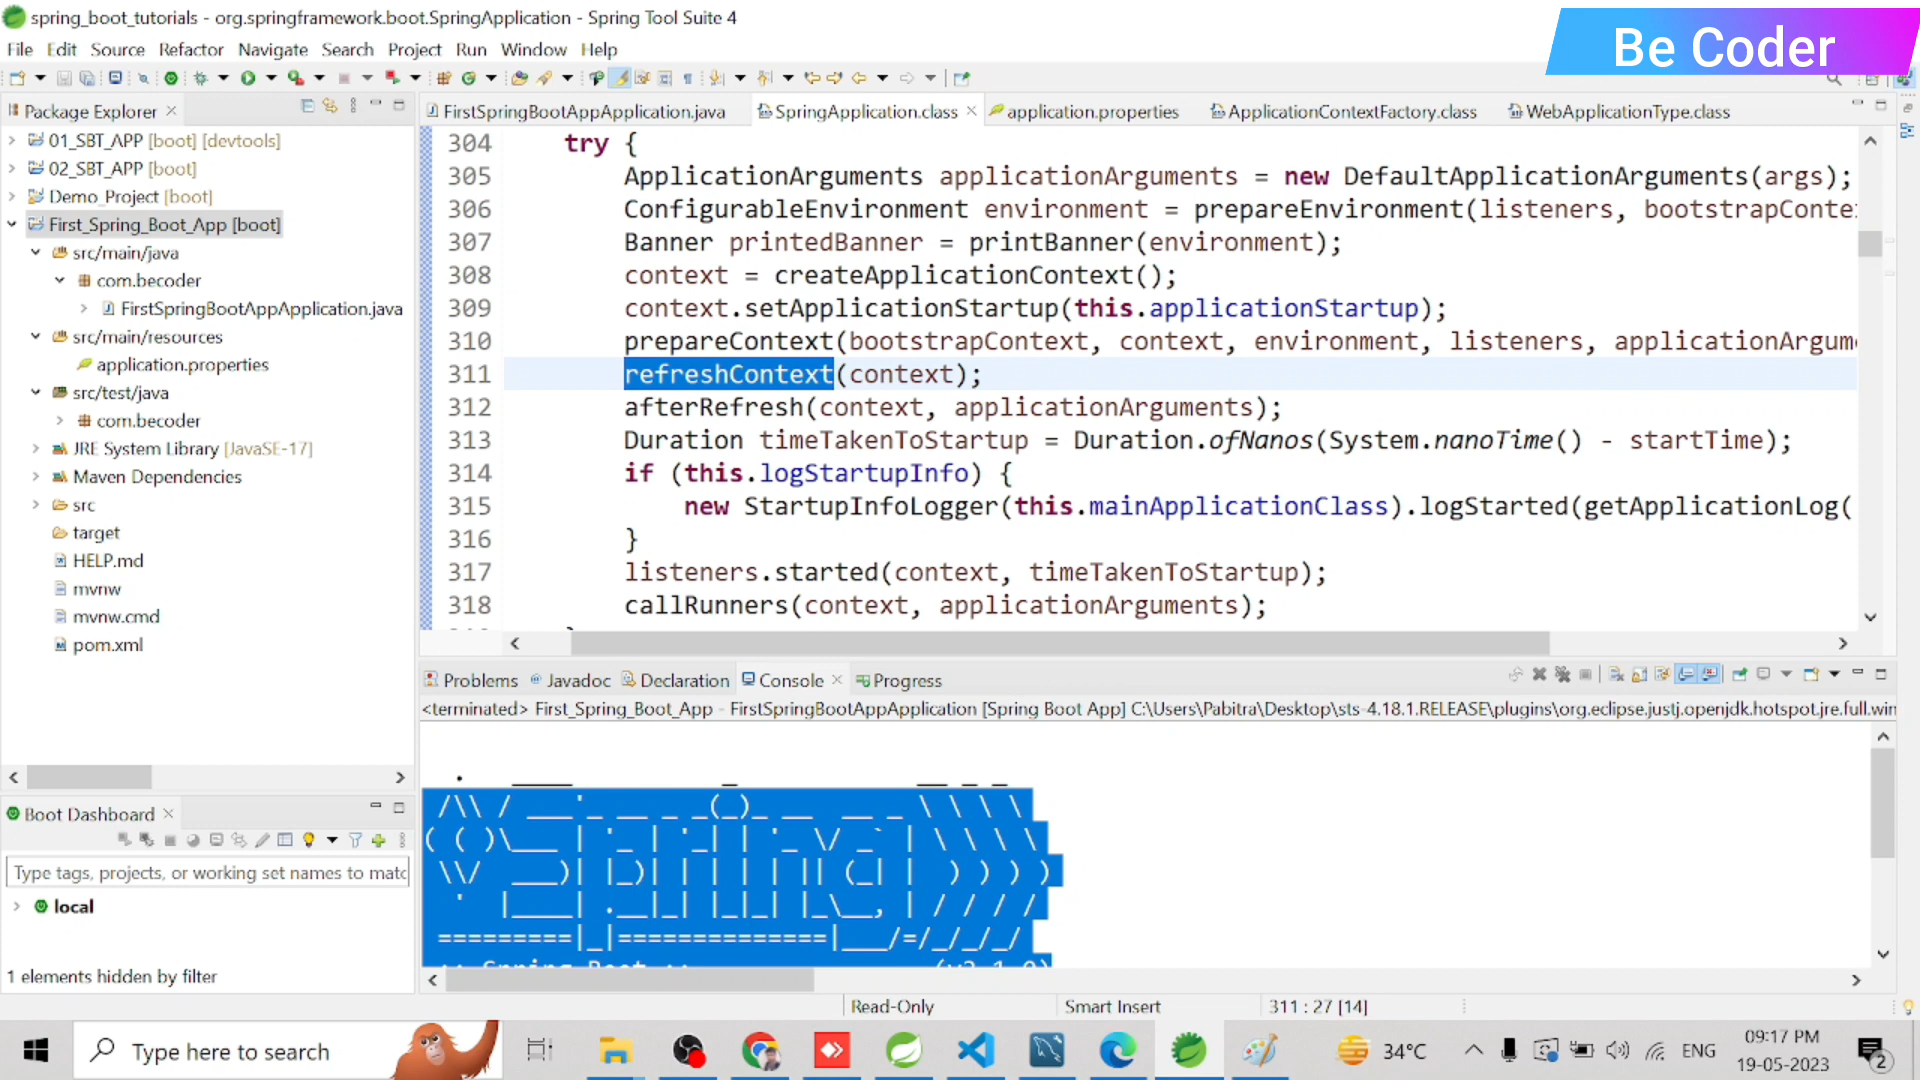 spring_boot_tutorials - org.springframework.boot.SpringApplication - Spring Tool Suite 4
Be Coder
File Edit Source Refactor Navigate Search Project Run Window Help
Package Explorer
01_SBT_APP [boot] [devtools]
02_SBT_APP [boot]
Demo_Project [boot]
First_Spring_Boot_App [boot]
src/main/java
com.becoder
FirstSpringBootAppApplication.java
src/main/resources
application.properties
src/test/java
com.becoder
JRE System Library [JavaSE-17]
Maven Dependencies
src
target
HELP.md
mvnw
mvnw.cmd
pom.xml
FirstSpringBootAppApplication.java SpringApplication.class application.properties ApplicationContextFactory.class WebApplicationType.class
304 try {
305 ApplicationArguments applicationArguments = new DefaultApplicationArguments(args);
306 ConfigurableEnvironment environment = prepareEnvironment(listeners, bootstrapConte
307 Banner printedBanner = printBanner(environment);
308 context = createApplicationContext();
309 context.setApplicationStartup(this.applicationStartup);
310 prepareContext(bootstrapContext, context, environment, listeners, applicationArgum
311 refreshContext(context);
312 afterRefresh(context, applicationArguments);
313 Duration timeTakenToStartup = Duration.ofNanos(System.nanoTime() - startTime);
314 if (this.logStartupInfo) {
315 new StartupInfoLogger(this.mainApplicationClass).logStarted(getApplicationLog(
316 }
317 listeners.started(context, timeTakenToStartup);
318 callRunners(context, applicationArguments);
Problems Javadoc Declaration Console Progress
<terminated> First_Spring_Boot_App - FirstSpringBootAppApplication [Spring Boot App] C:\Users\Pabitra\Desktop\sts-4.18.1.RELEASE\plugins\org.eclipse.justj.openjdk.hotspot.jre.full.win
Boot Dashboard
Type tags, projects, or working set names to matc
local
1 elements hidden by filter
Read-Only Smart Insert 311 : 27 [14]
Type here to search
34°C ENG
09:17 PM
19-05-2023
2